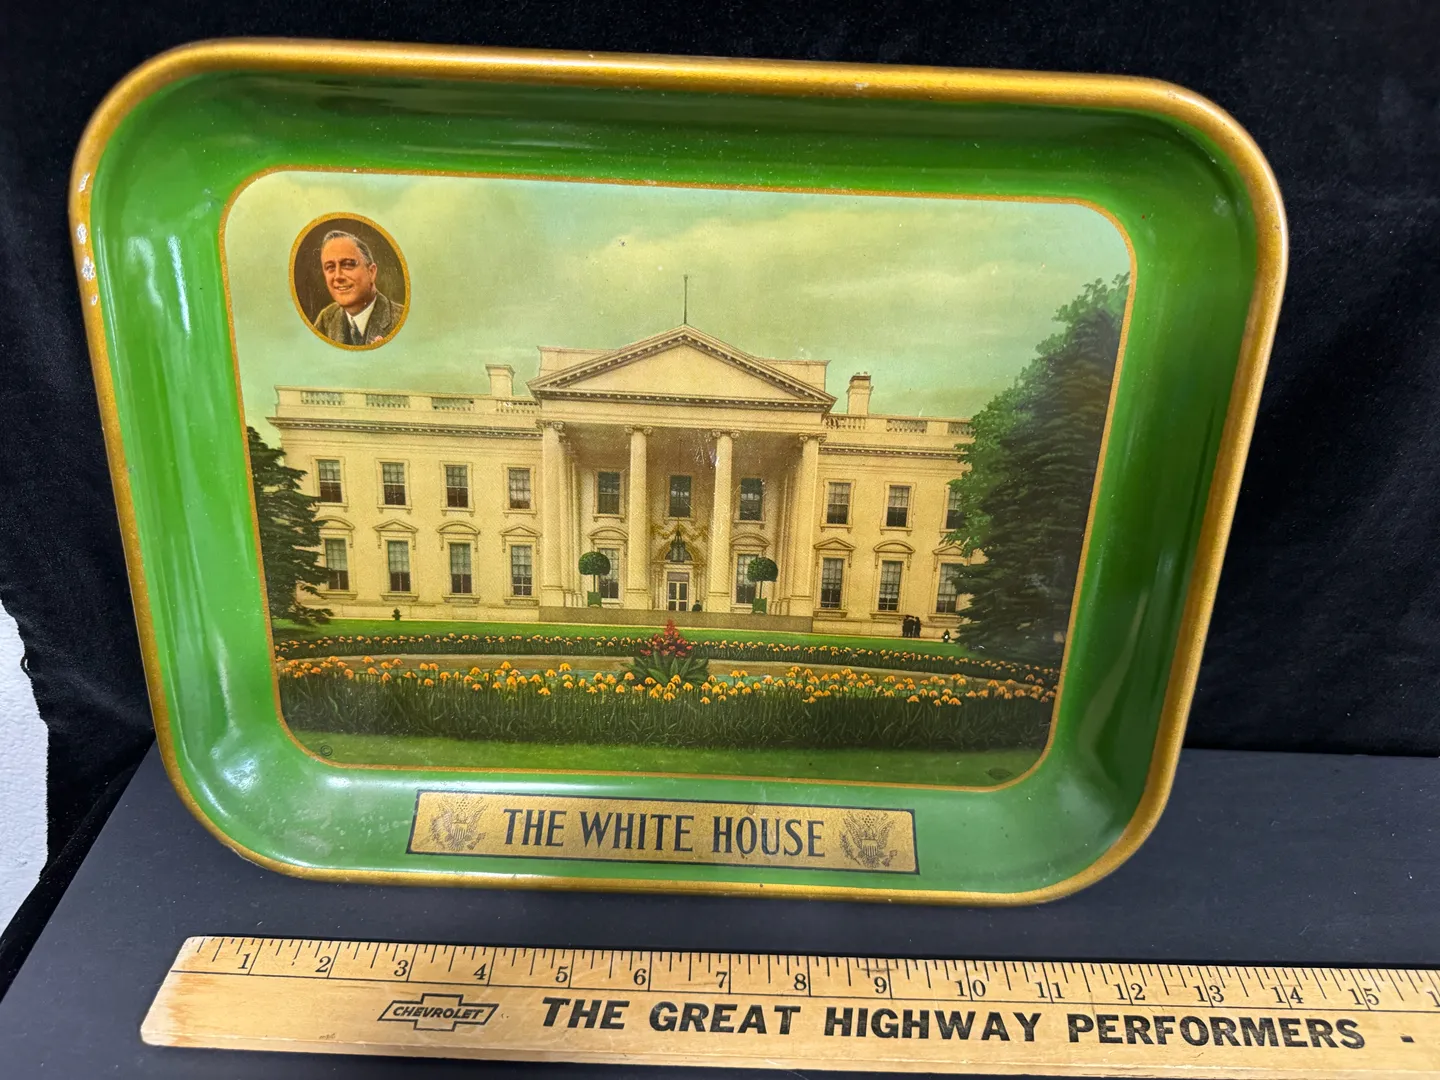 ©
THE WHITE HOUSE
1 2 3 4 5 6 7 8 9 10 11 12 13 14 15
CHEVROLET THE GREAT HIGHWAY PERFORMERS -